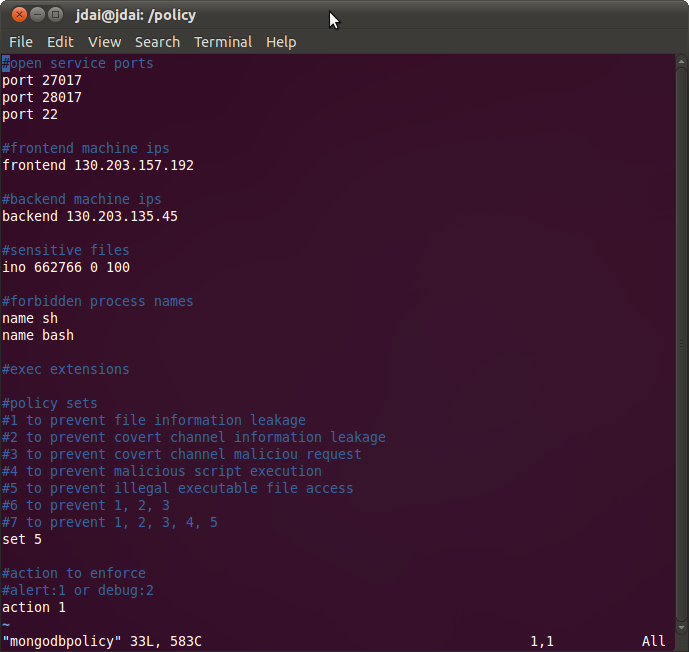 jdai@jdai: /policy
File Edit View Search Terminal Help
#open service ports
port 27017
port 28017
port 22
#frontend machine ips
frontend 130.203.157.192
#backend machine ips
backend 130.203.135.45
#sensitive files
ino 662766 0 100
#forbidden process names
name sh
name bash
#exec extensions
#policy sets
#1 to prevent file information leakage
#2 to prevent covert channel information leakage
#3 to prevent covert channel maliciou request
#4 to prevent malicious script execution
#5 to prevent illegal executable file access
#6 to prevent 1, 2, 3
#7 to prevent 1, 2, 3, 4, 5
set 5
#action to enforce
#alert:1 or debug:2
action 1
~
"mongodbpolicy" 33L, 583C 1,1 All